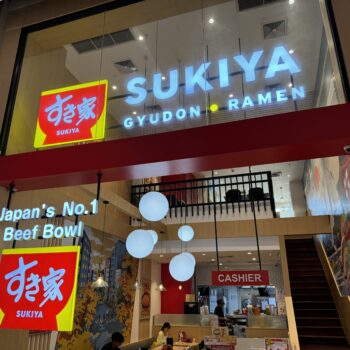 SUKIYA
すき家
SUKIYA
GYUDON • RAMEN
Japan's No.1
Beef Bowl
すき家
SUKIYA
CASHIER